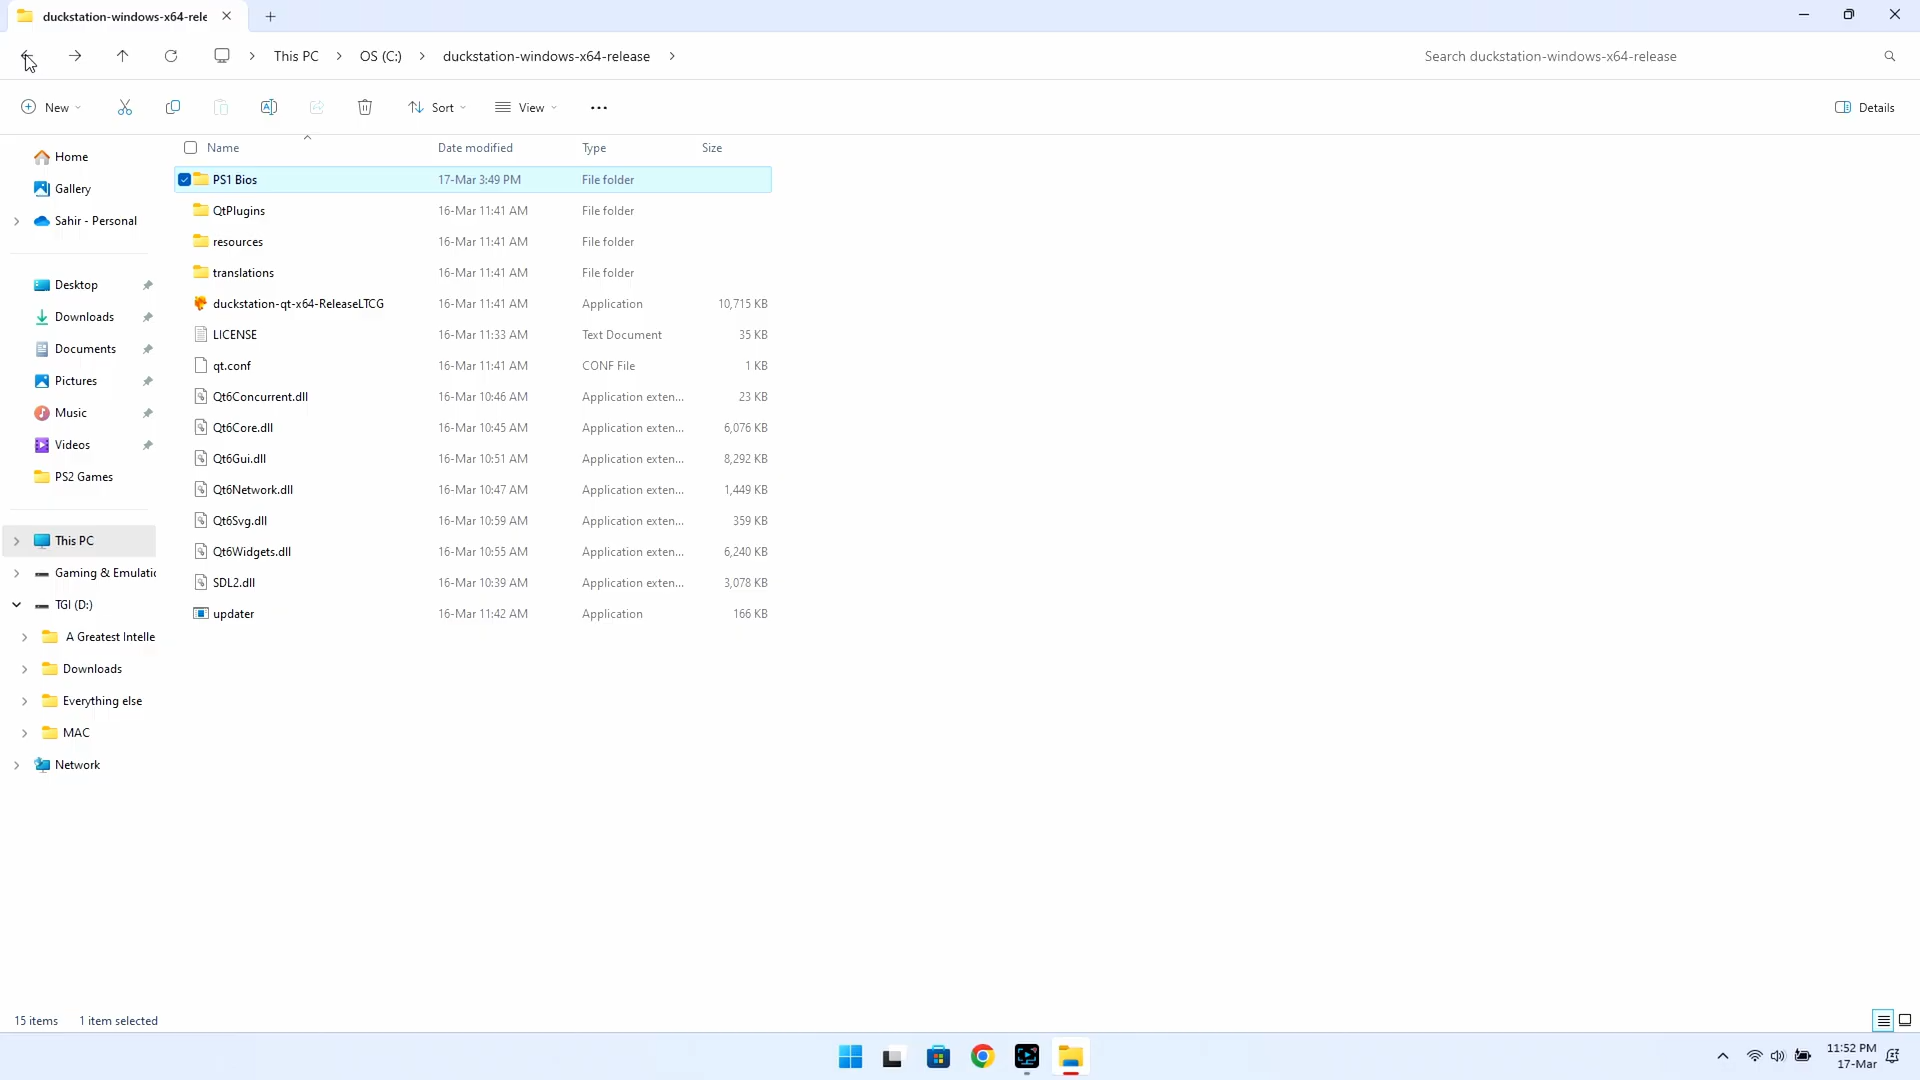 duckstation-windows-x64-rele
This PC
OS (C:)
duckstation-windows-x64-release
Search duckstation-windows-x64-release
New
Sort
View
Details
Name
Date modified
Type
Size
Home
Gallery
Sahir - Personal
Desktop
Downloads
Documents
Pictures
Music
Videos
PS2 Games
This PC
Gaming & Emulatic
TGI (D:)
A Greatest Intelle
Downloads
Everything else
MAC
Network
PS1 Bios 17-Mar 3:49 PM File folder
QtPlugins 16-Mar 11:41 AM File folder
resources 16-Mar 11:41 AM File folder
translations 16-Mar 11:41 AM File folder
duckstation-qt-x64-ReleaseLTCG 16-Mar 11:41 AM Application 10,715 KB
LICENSE 16-Mar 11:33 AM Text Document 35 KB
qt.conf 16-Mar 11:41 AM CONF File 1 KB
Qt6Concurrent.dll 16-Mar 10:46 AM Application exten... 23 KB
Qt6Core.dll 16-Mar 10:45 AM Application exten... 6,076 KB
Qt6Gui.dll 16-Mar 10:51 AM Application exten... 8,292 KB
Qt6Network.dll 16-Mar 10:47 AM Application exten... 1,449 KB
Qt6Svg.dll 16-Mar 10:59 AM Application exten... 359 KB
Qt6Widgets.dll 16-Mar 10:55 AM Application exten... 6,240 KB
SDL2.dll 16-Mar 10:39 AM Application exten... 3,078 KB
updater 16-Mar 11:42 AM Application 166 KB
15 items
1 item selected
11:52 PM
17-Mar